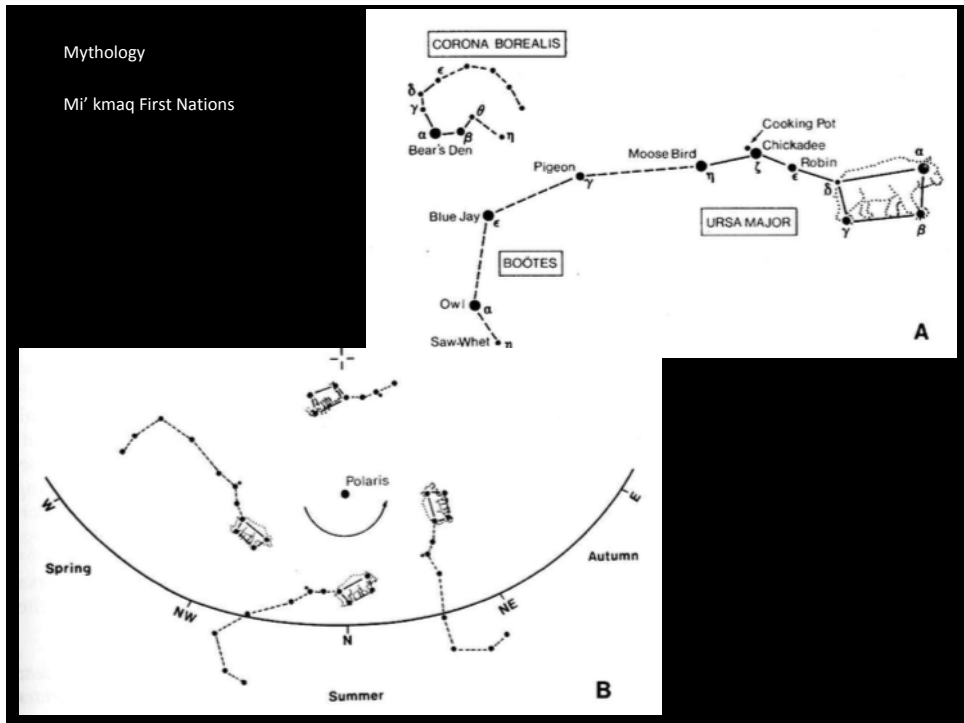 Mythology
Mi' kmaq First Nations
CORONA BOREALIS
ε
δ
γ
θ
α
β
η
Bear's Den
Cooking Pot
Chickadee
Moose Bird
Robin
α
Pigeon
γ
η
ζ
ε
δ
Blue Jay
ε
URSA MAJOR
γ
β
BOÖTES
Owl
α
A
Saw-Whet
η
Polaris
W
E
Spring
Autumn
NW
NE
N
B
Summer